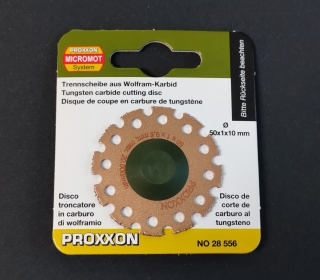 PROXXON
MICROMOT
System
Bitte Rückseite beachten
Trennscheibe aus Wolfram-Karbid
Tungsten carbide cutting disc
Disque de coupe en carbure de tungstène
Ø
50x1x10 mm
PROXXON
Disco
troncatore
in carburo
di wolframio
Disco de
corte de
carburo al
tungsteno
PROXXON
NO 28 556